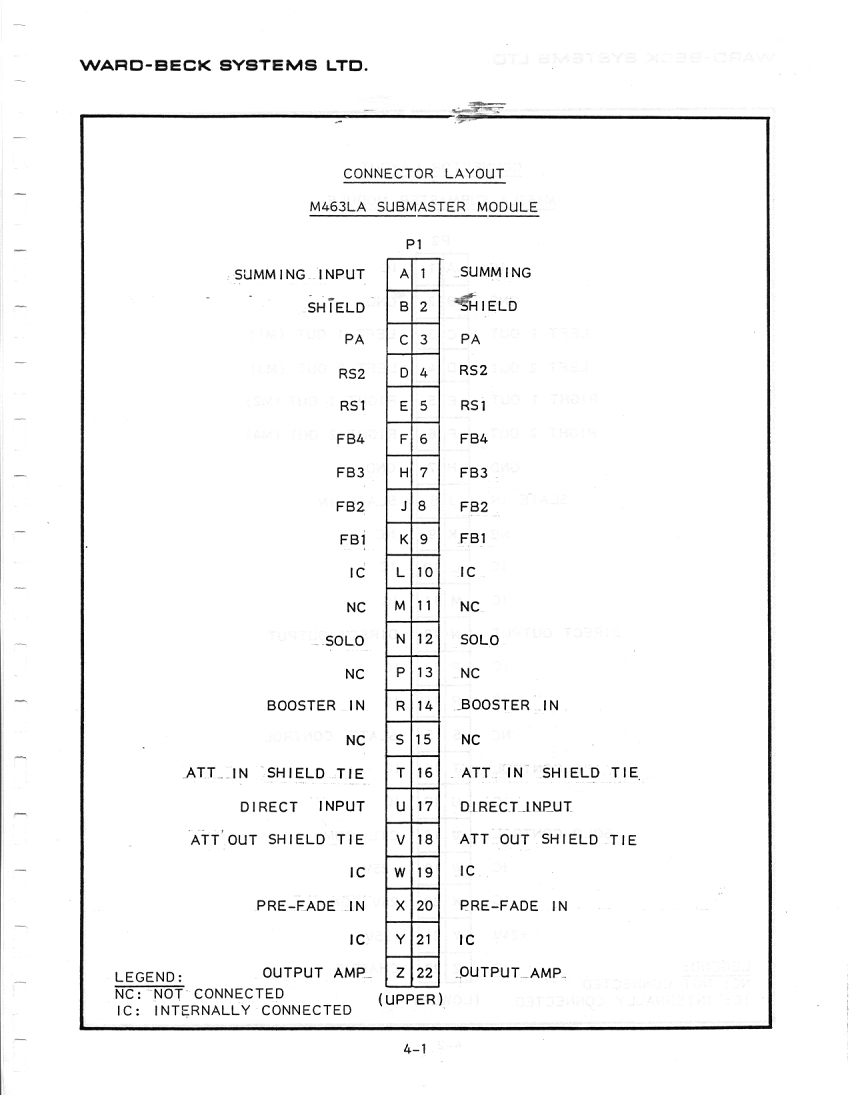 WARD-BECK SYSTEMS LTD.
CONNECTOR LAYOUT
M463LA SUBMASTER MODULE
P1
SUMMING INPUT A 1 SUMMING
SHIELD B 2 SHIELD
PA C 3 PA
RS2 D 4 RS2
RS1 E 5 RS1
FB4 F 6 FB4
FB3 H 7 FB3
FB2 J 8 FB2
FB1 K 9 FB1
IC L 10 IC
NC M 11 NC
SOLO N 12 SOLO
NC P 13 NC
BOOSTER IN R 14 BOOSTER IN
NC S 15 NC
ATT IN SHIELD TIE T 16 ATT IN SHIELD TIE
DIRECT INPUT U 17 DIRECT INPUT
ATT OUT SHIELD TIE V 18 ATT OUT SHIELD TIE
IC W 19 IC
PRE-FADE IN X 20 PRE-FADE IN
IC Y 21 IC
OUTPUT AMP Z 22 OUTPUT AMP
(UPPER)
LEGEND:
NC: NOT CONNECTED
IC: INTERNALLY CONNECTED
4-1